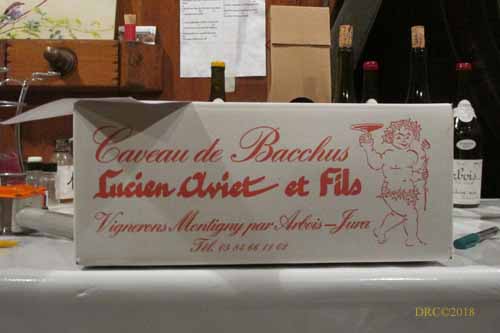 Caveau de Bacchus
Lucien Aviet et Fils
Vignerons Montigny par Arbois-Jura
Tél. 03 84 66 11 02
DRC©2018